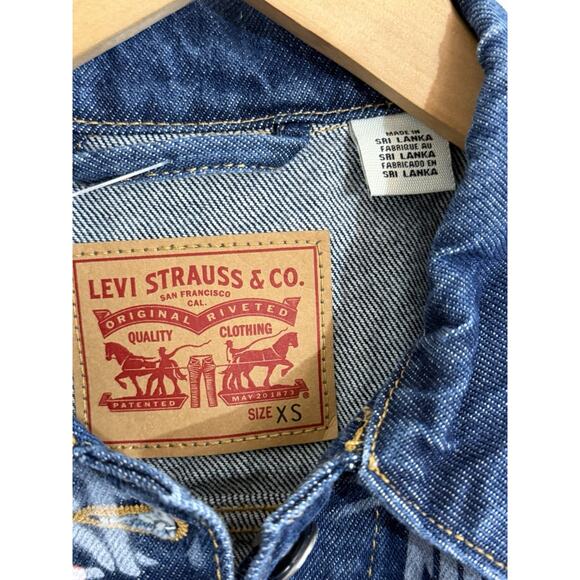 MADE IN
SRI LANKA
FABRIQUE AU
SRI LANKA
FABRICADO EN
SRI LANKA
LEVI STRAUSS & CO.
SAN FRANCISCO
CAL.
ORIGINAL RIVETED
QUALITY CLOTHING
PATENTED MAY 20 1873 ®
SIZE XS